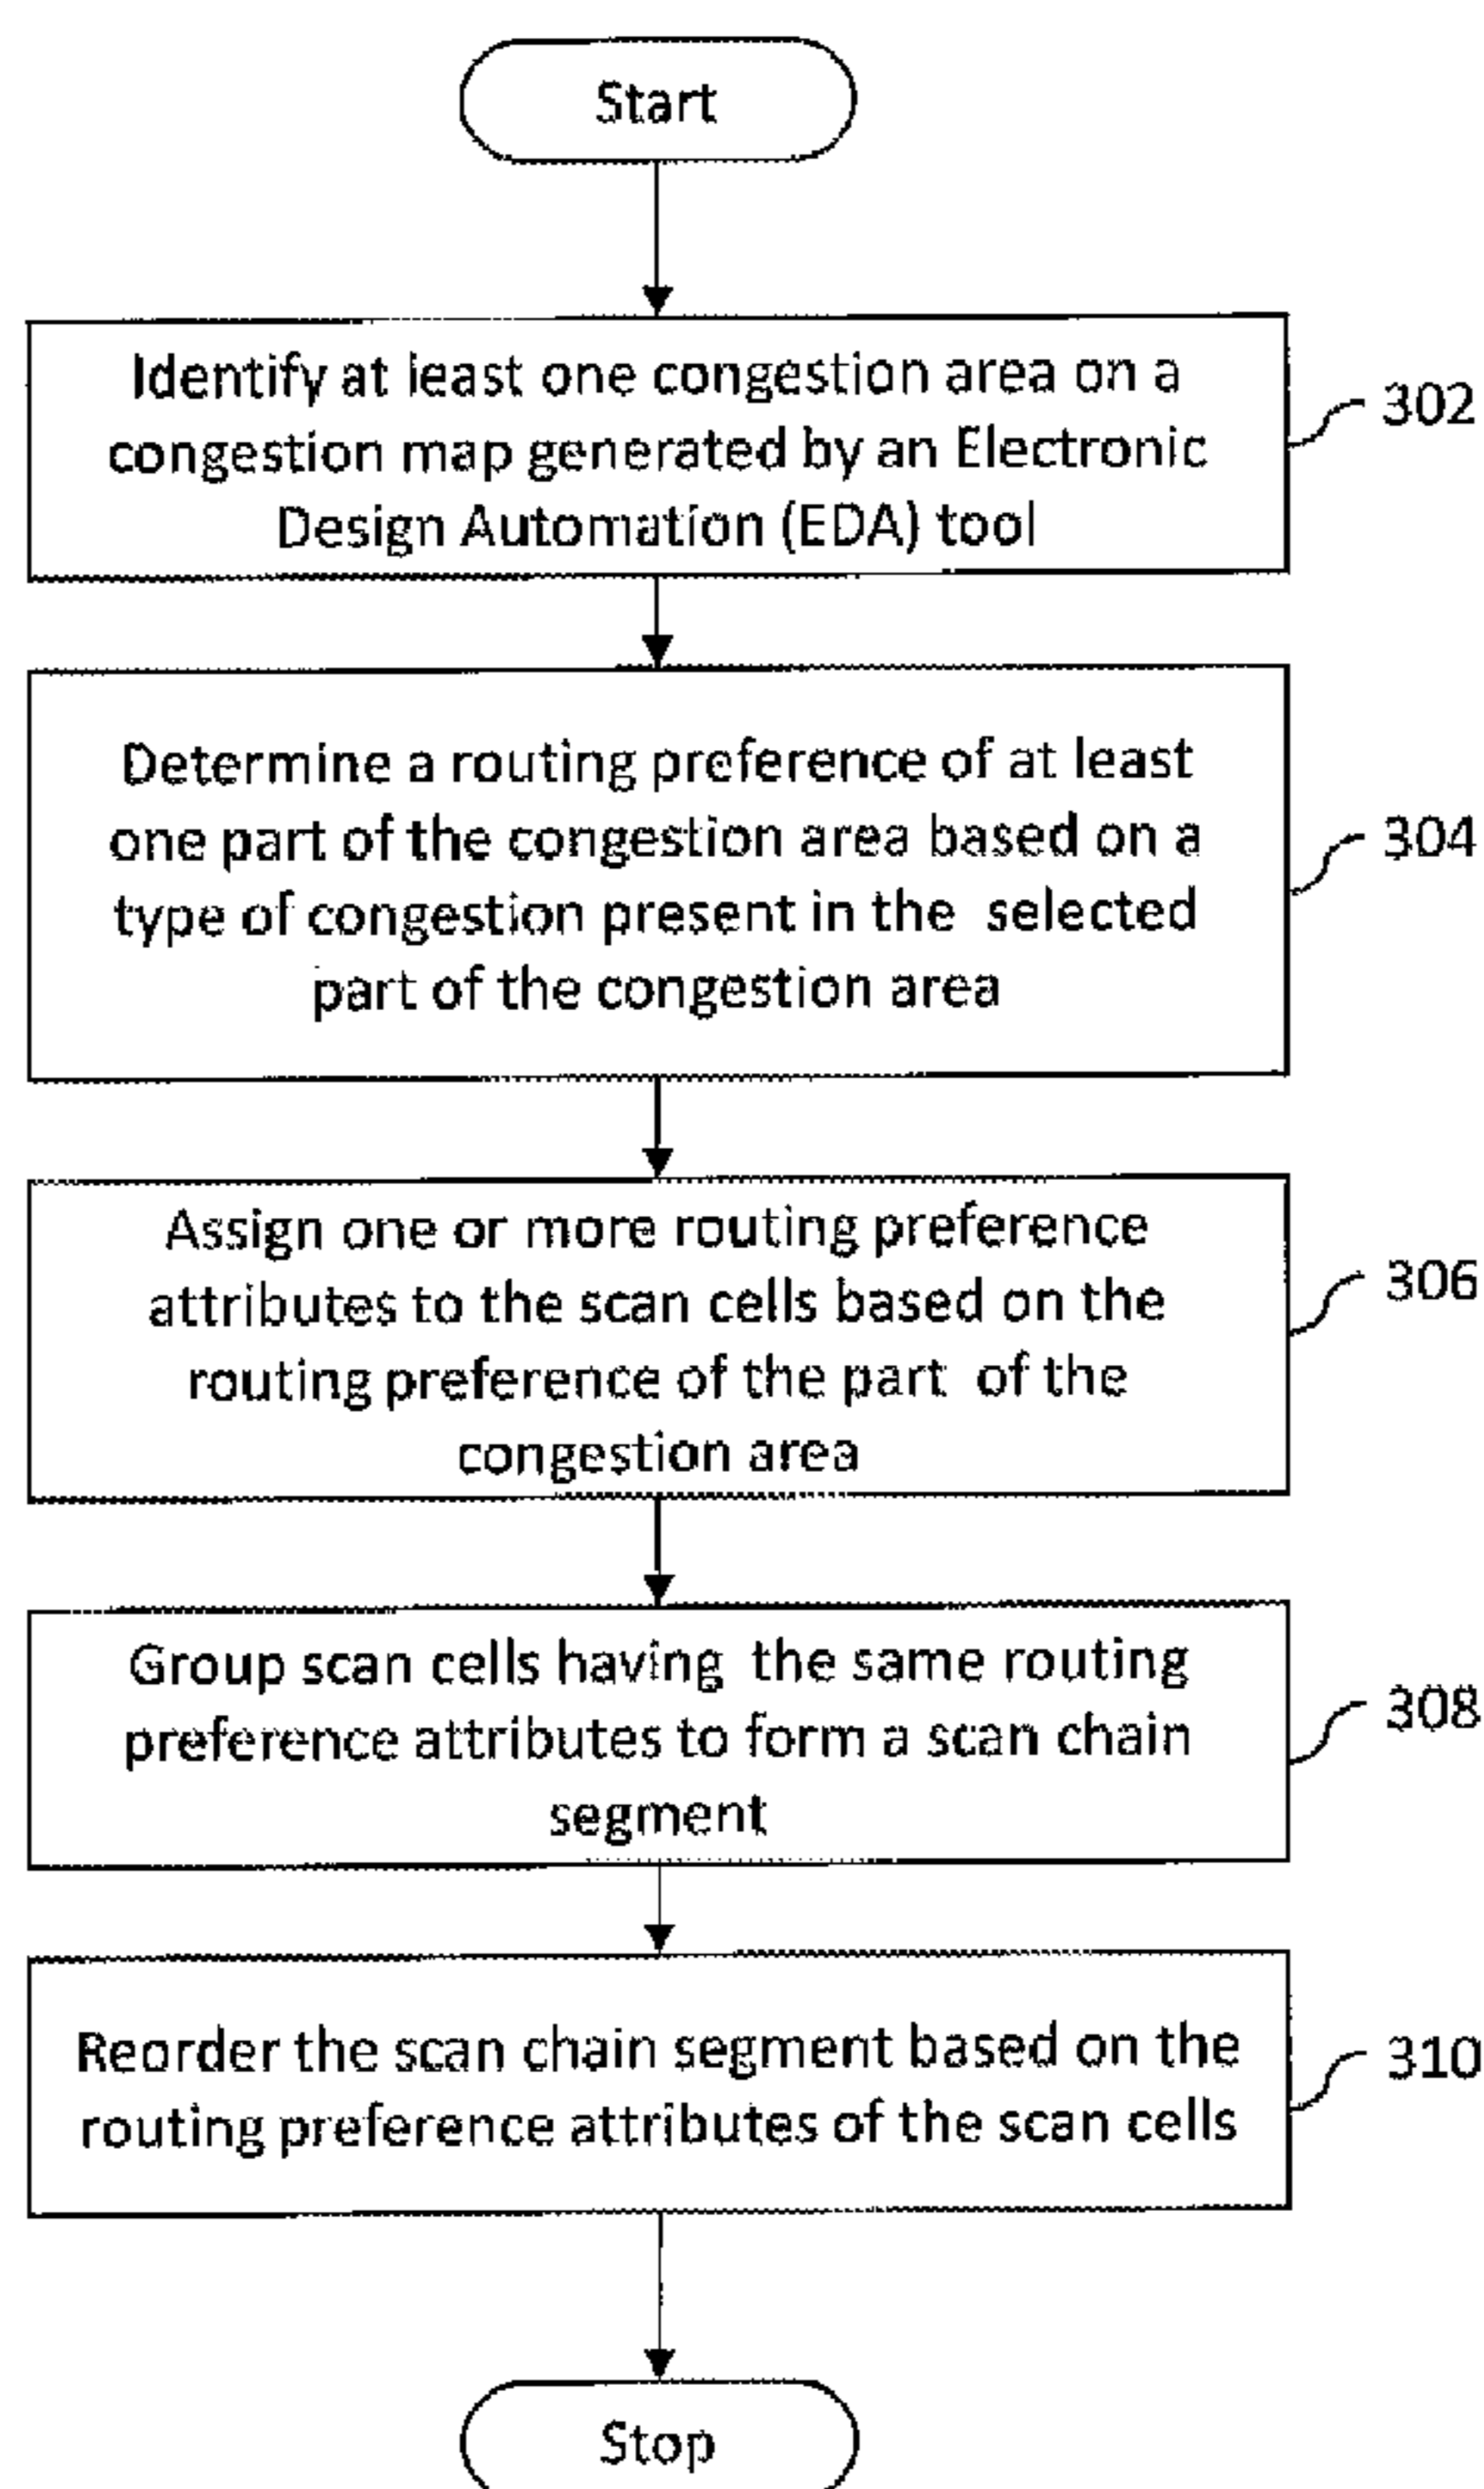 Start
Identify at least one congestion area on a
congestion map generated by an Electronic
Design Automation (EDA) tool
302
Determine a routing preference of at least
one part of the congestion area based on a
type of congestion present in the selected
part of the congestion area
304
Assign one or more routing preference
attributes to the scan cells based on the
routing preference of the part of the
congestion area
306
Group scan cells having the same routing
preference attributes to form a scan chain
segment
308
Reorder the scan chain segment based on the
routing preference attributes of the scan cells
310
Stop